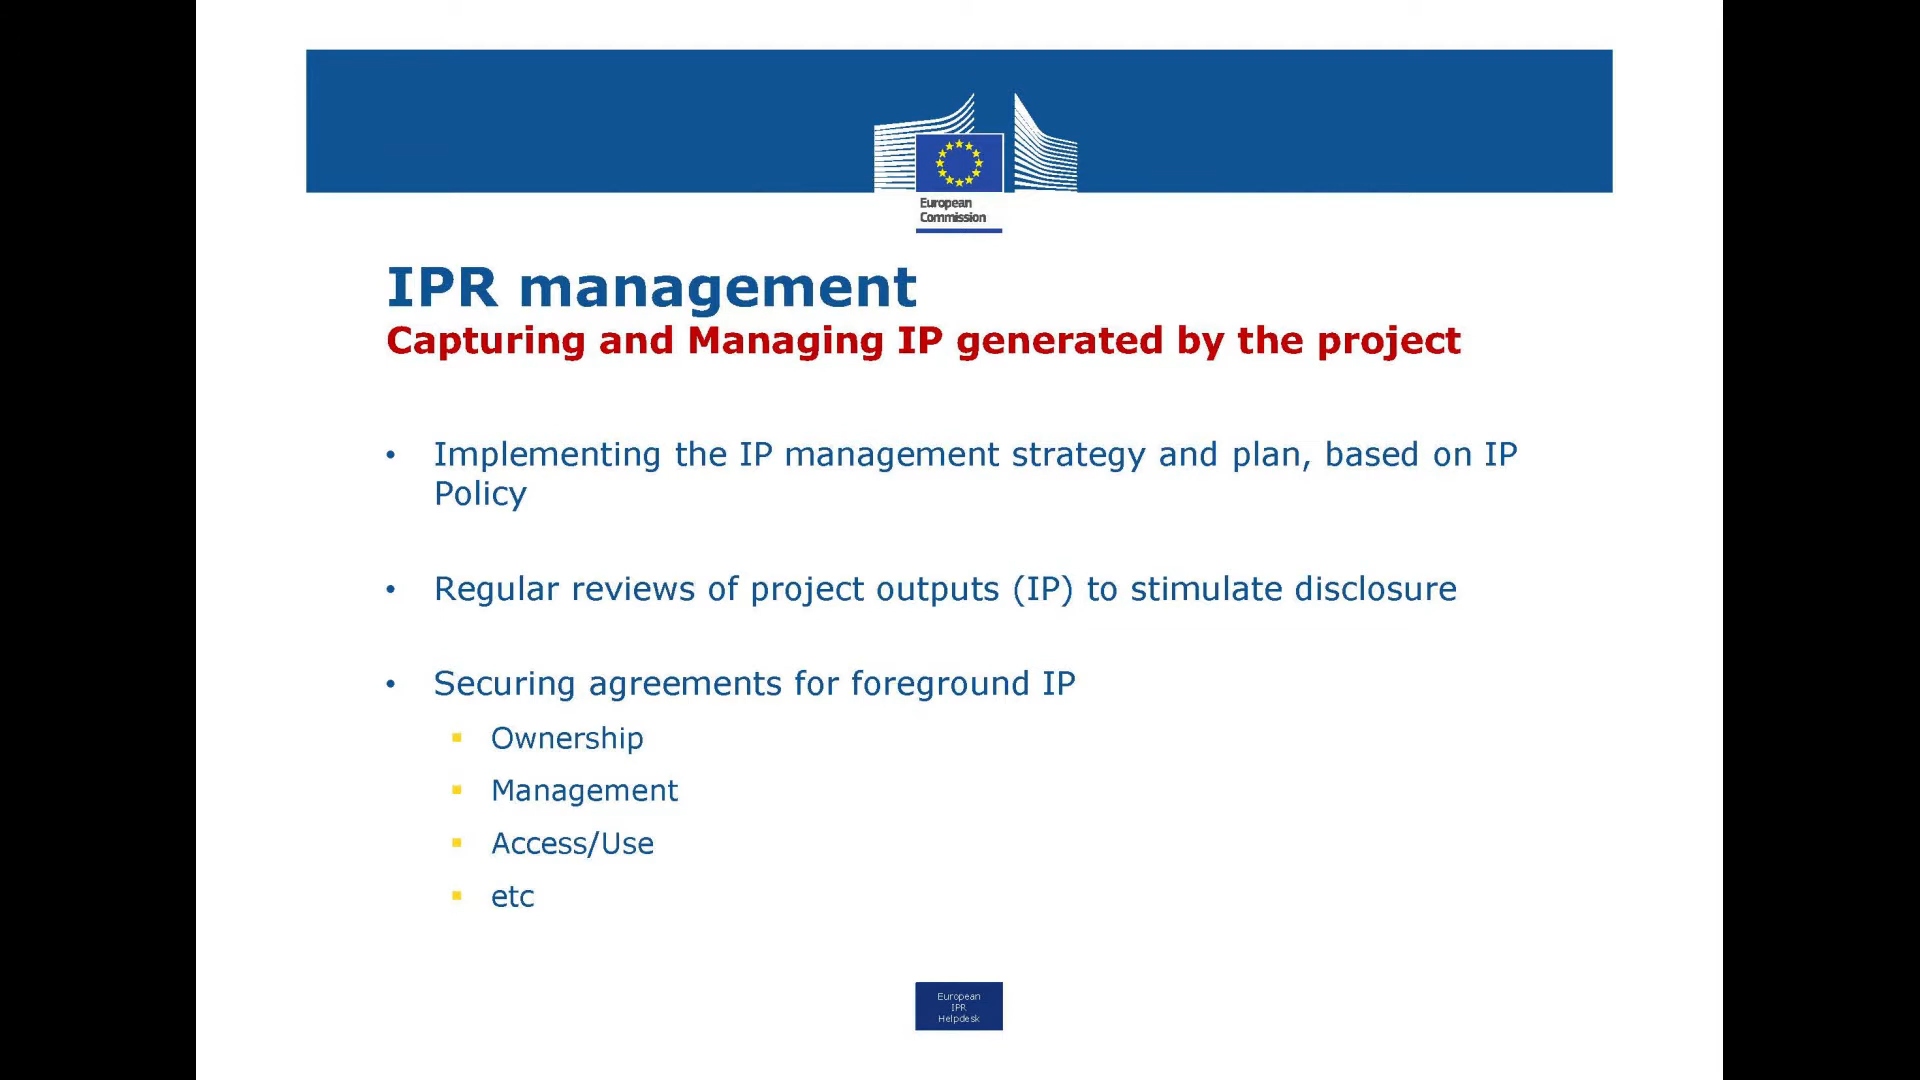 European
Commission
IPR management
Capturing and Managing IP generated by the project
• Implementing the IP management strategy and plan, based on IP
Policy
• Regular reviews of project outputs (IP) to stimulate disclosure
• Securing agreements for foreground IP
▪ Ownership
▪ Management
▪ Access/Use
▪ etc
European
IPR
Helpdesk